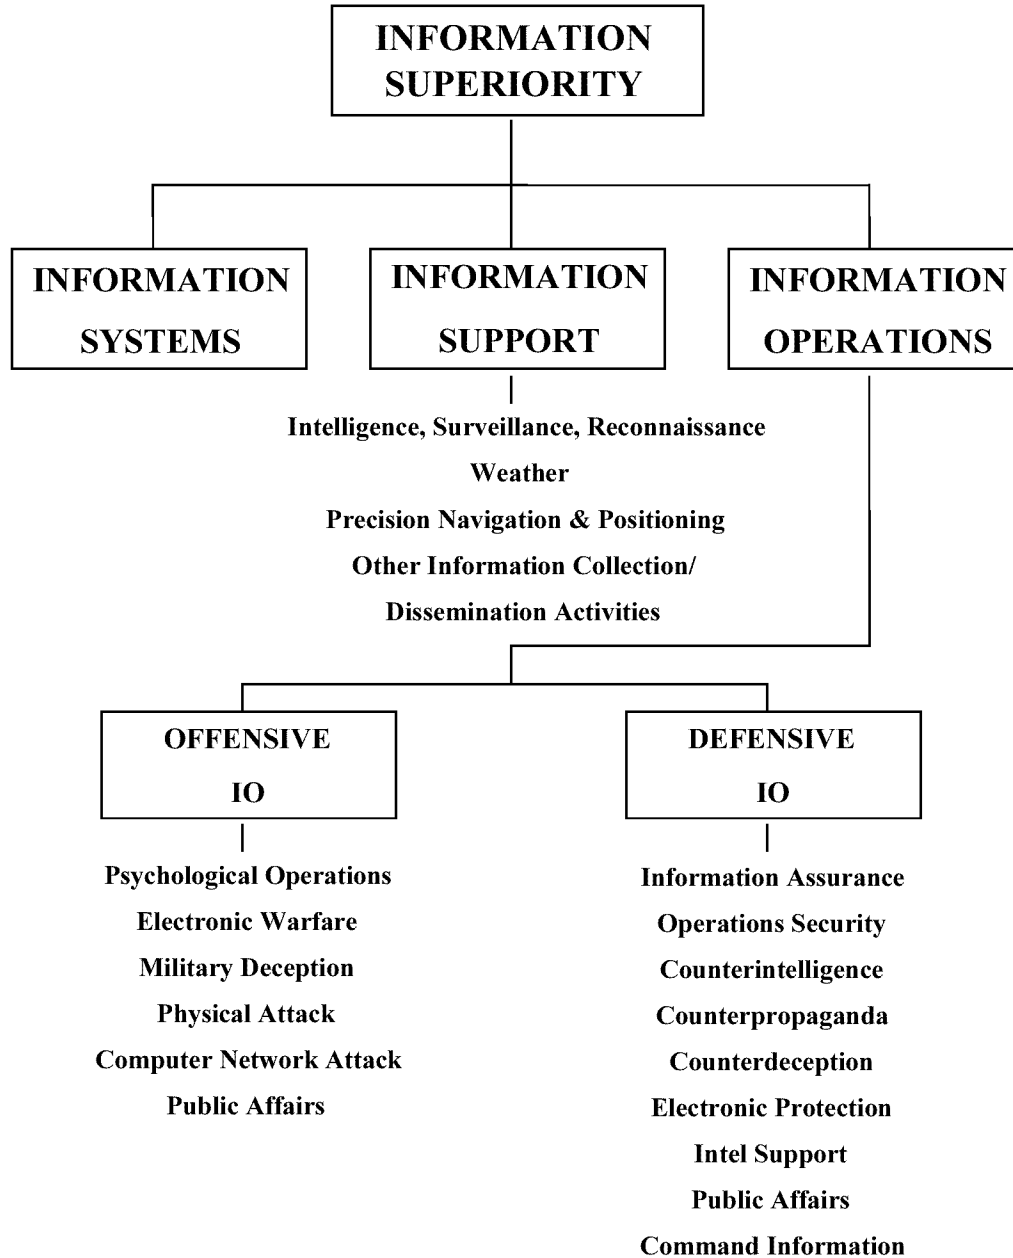 INFORMATION
SUPERIORITY
INFORMATION
SYSTEMS
INFORMATION
SUPPORT
INFORMATION
OPERATIONS
Intelligence, Surveillance, Reconnaissance
Weather
Precision Navigation & Positioning
Other Information Collection/
Dissemination Activities
OFFENSIVE
IO
Psychological Operations
Electronic Warfare
Military Deception
Physical Attack
Computer Network Attack
Public Affairs
DEFENSIVE
IO
Information Assurance
Operations Security
Counterintelligence
Counterpropaganda
Counterdeception
Electronic Protection
Intel Support
Public Affairs
Command Information